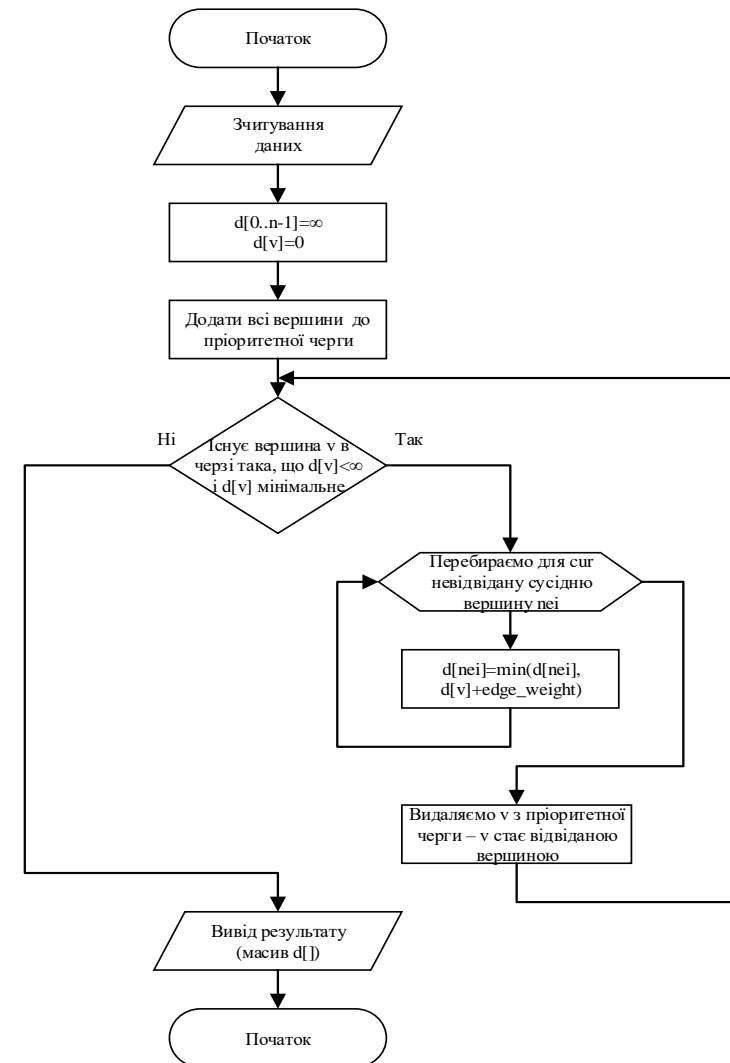 Початок
Зчитування
даних
d[0..n-1]=∞
d[v]=0
Додати всі вершини до
пріоритетної черги
Ні
Існує вершина v в
черзі така, що d[v]<∞
і d[v] мінімальне
Так
Перебираємо для cur
невідвідану сусідню
вершину nei
d[nei]=min(d[nei],
d[v]+edge_weight)
Видаляємо v з пріоритетної
черги – v стає відвіданою
вершиною
Вивід результату
(масив d[])
Початок